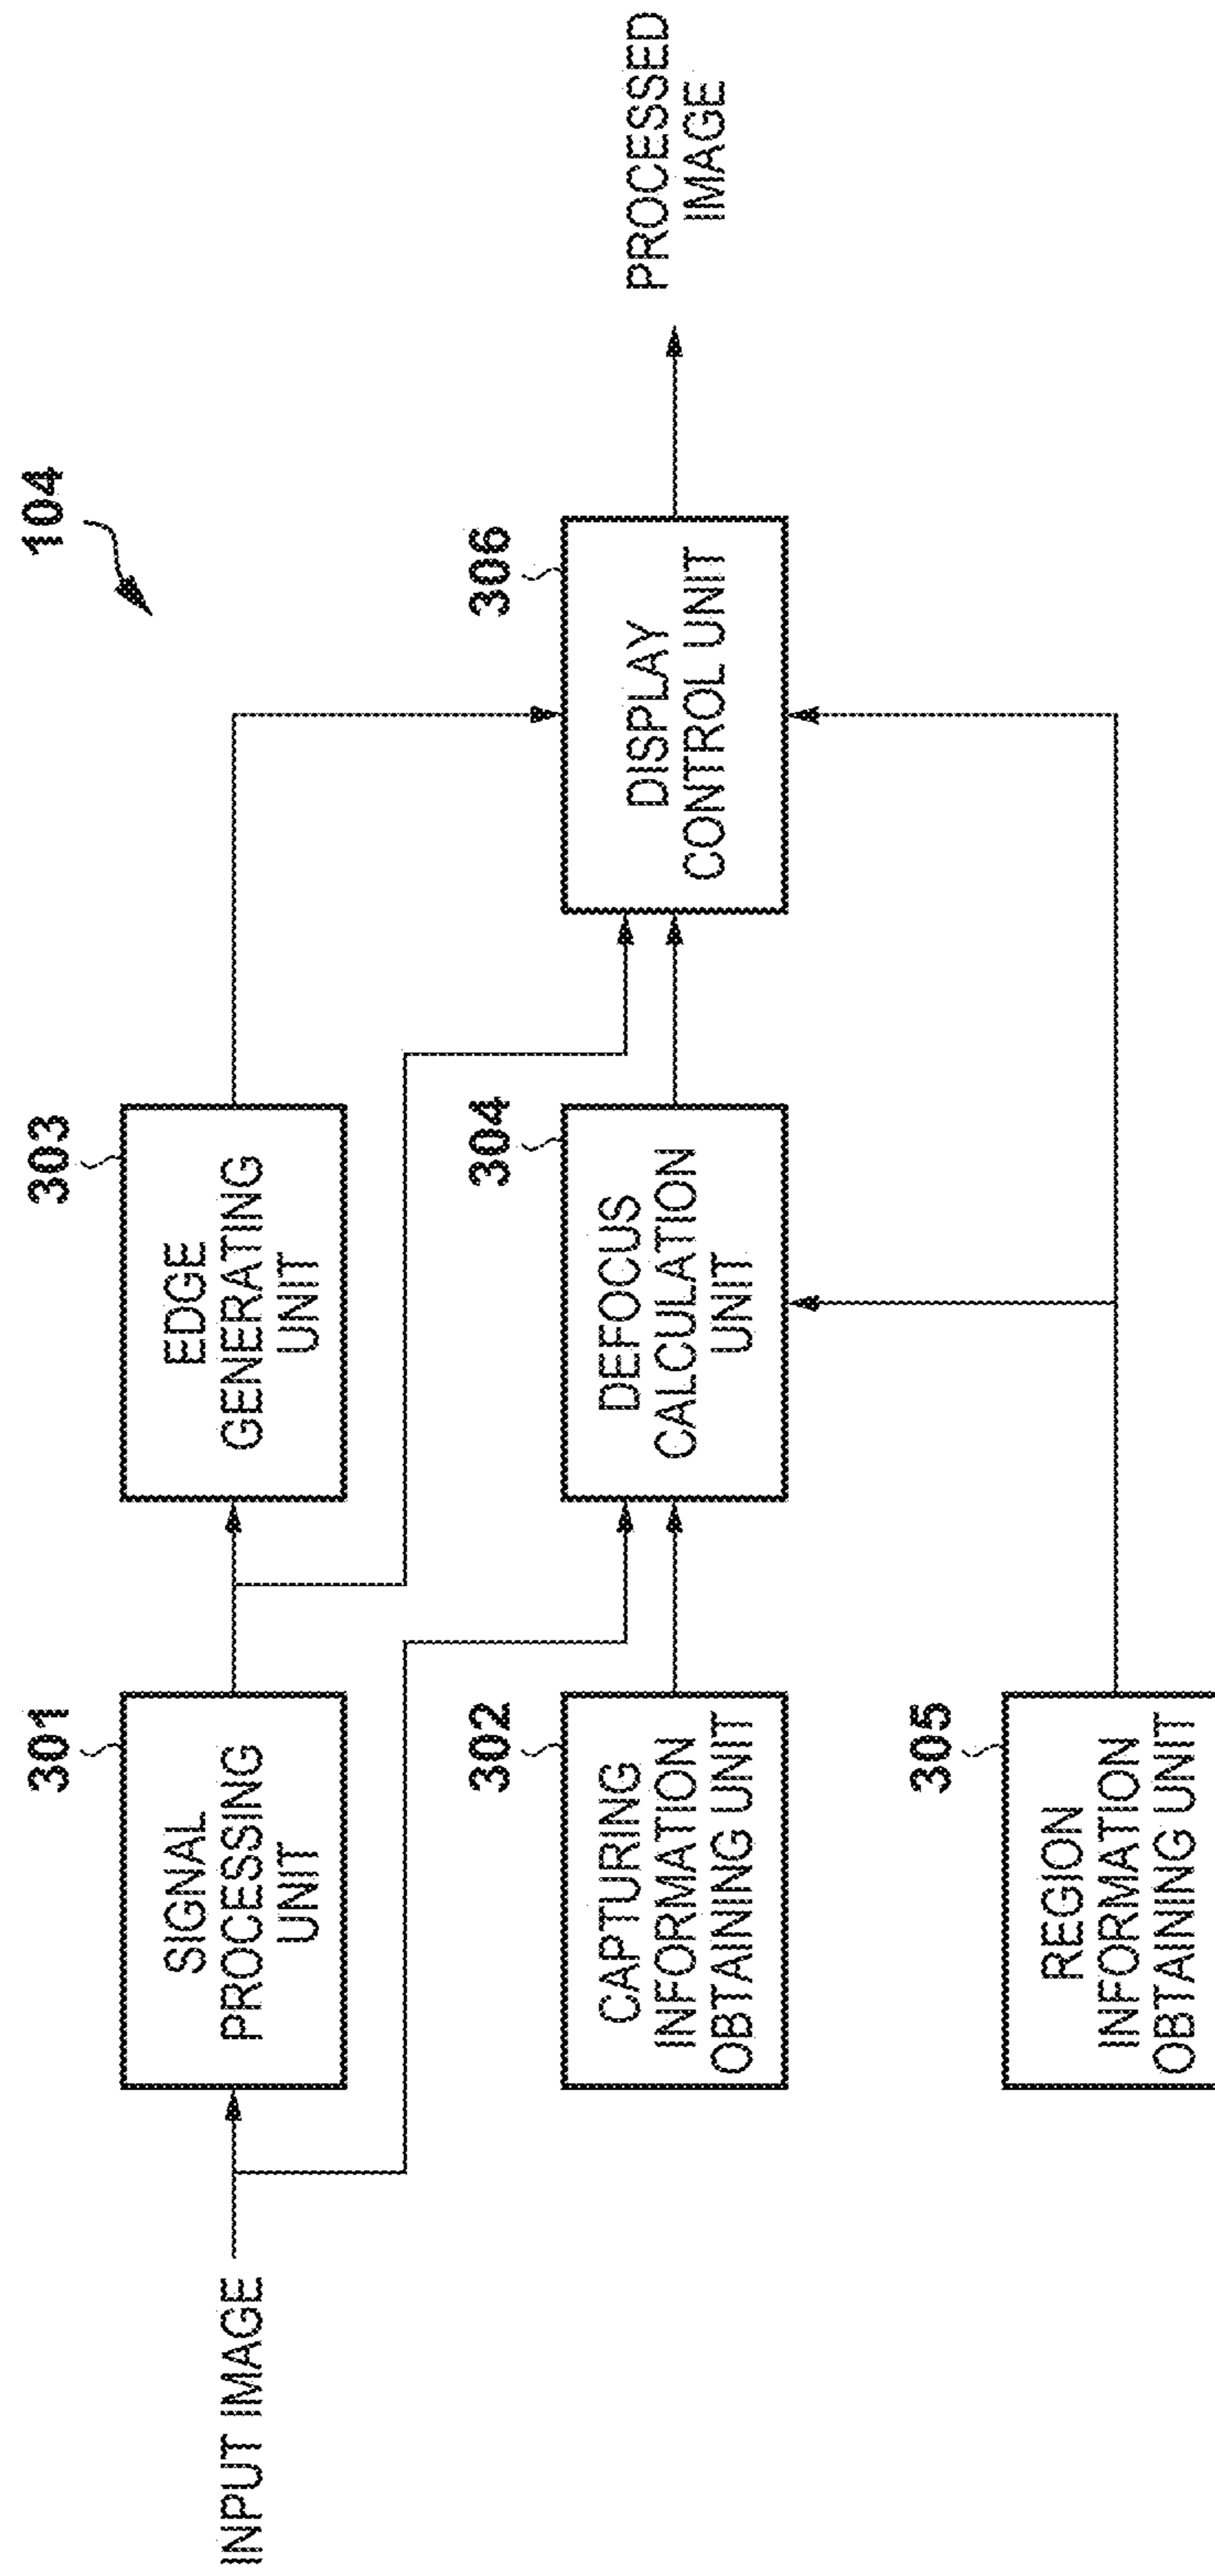 104
INPUT IMAGE
301
SIGNAL
PROCESSING
UNIT
303
EDGE
GENERATING
UNIT
302
CAPTURING
INFORMATION
OBTAINING UNIT
304
DEFOCUS
CALCULATION
UNIT
306
DISPLAY
CONTROL UNIT
PROCESSED
IMAGE
305
REGION
INFORMATION
OBTAINING UNIT